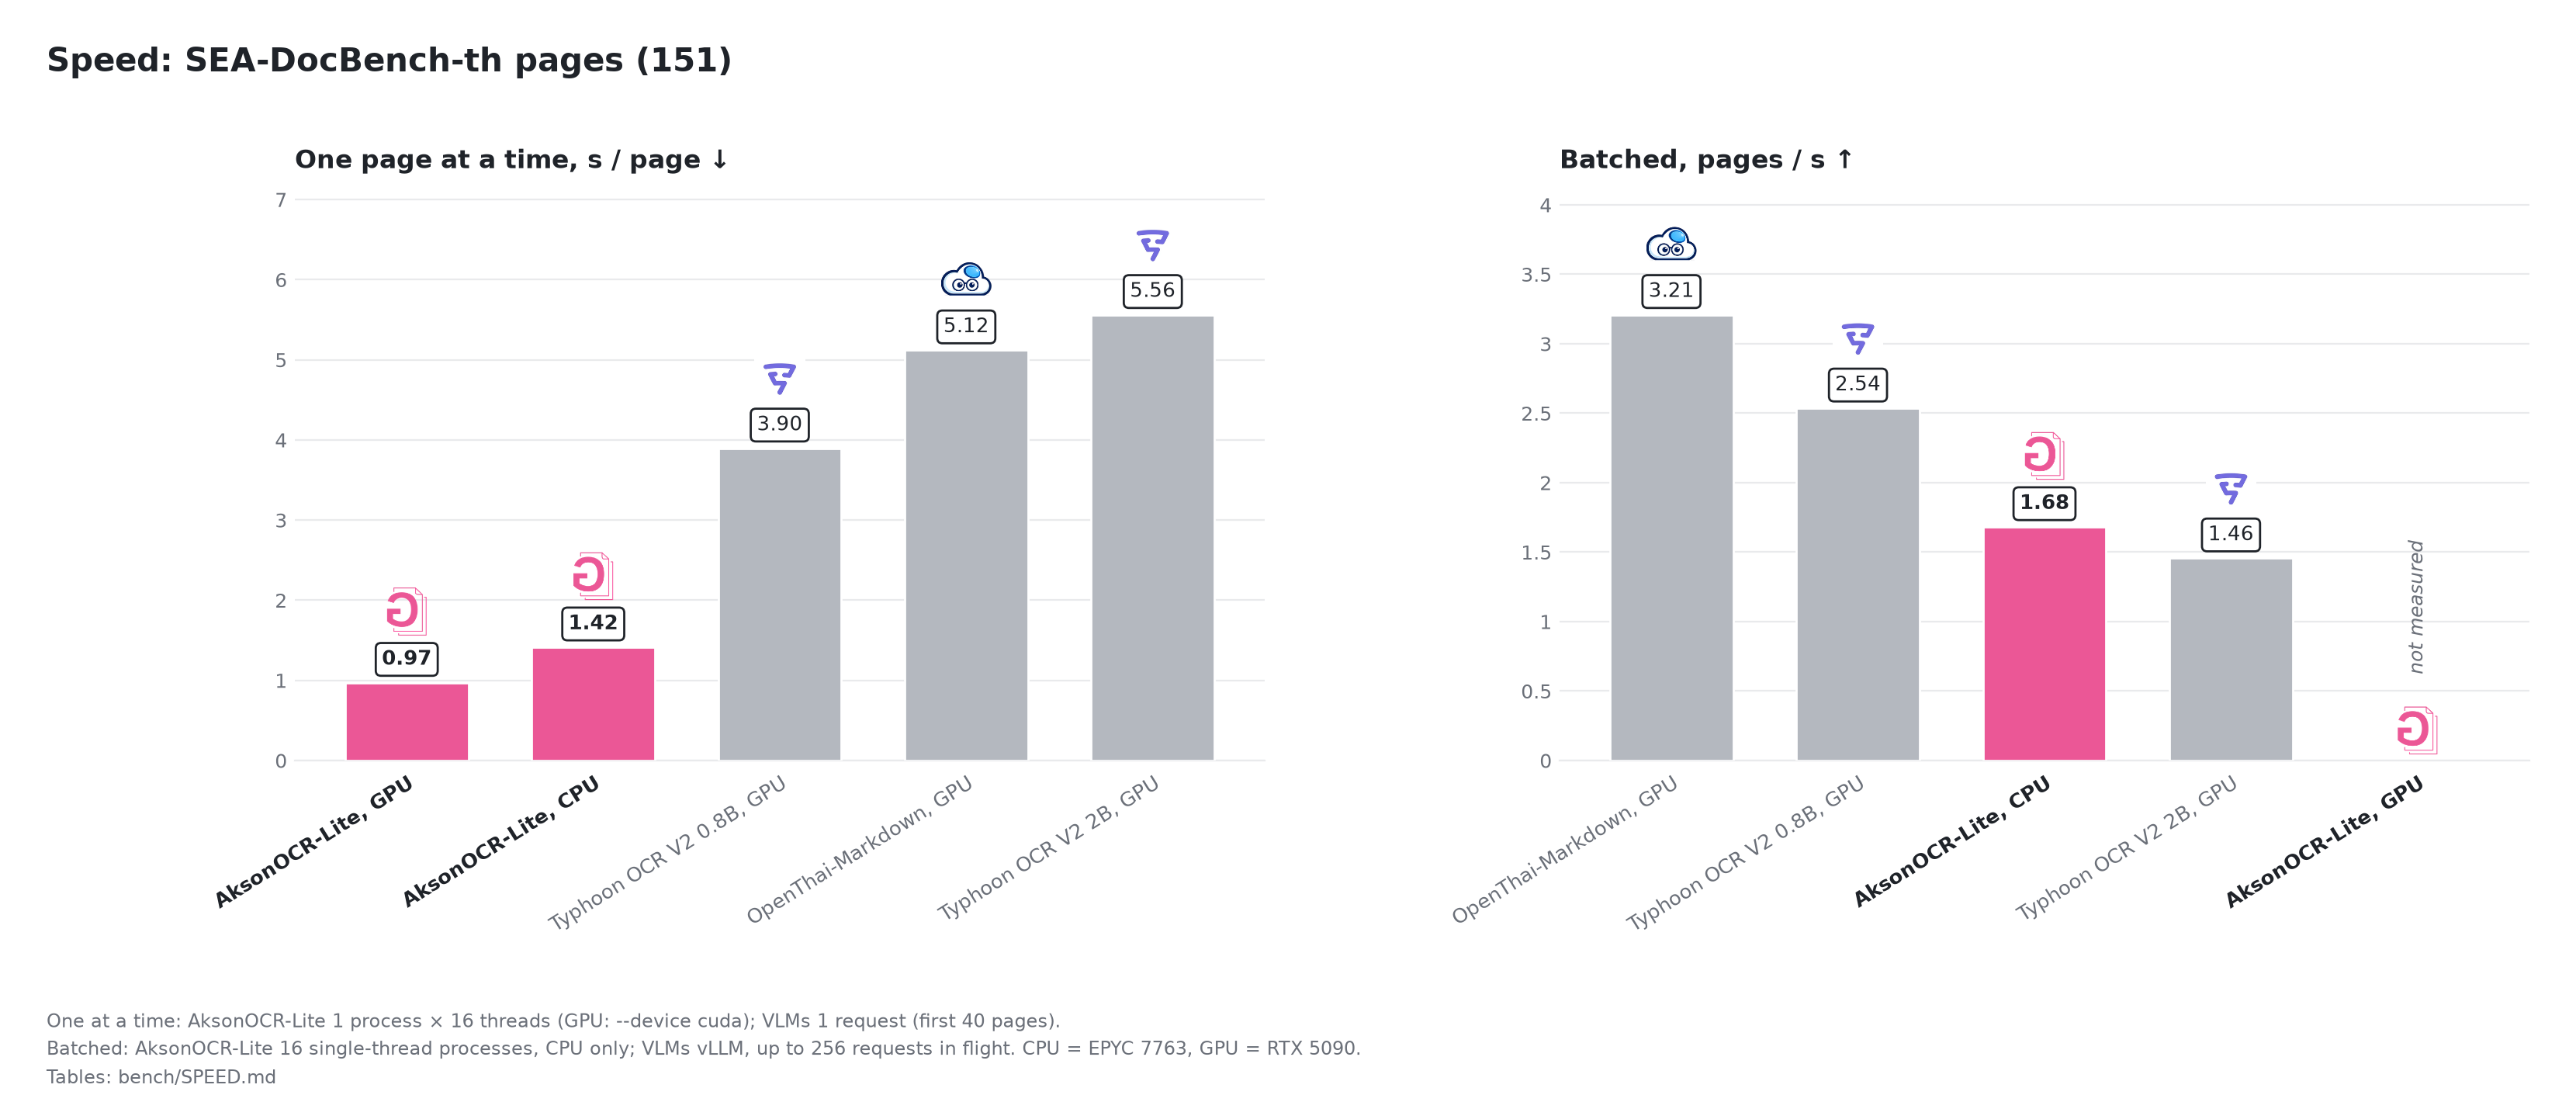 Speed: SEA-DocBench-th pages (151)
One page at a time, s / page ↓
7
6
5
4
3
2
1
0
0.97
1.42
3.90
5.12
5.56
AksonOCR-Lite, GPU
AksonOCR-Lite, CPU
Typhoon OCR V2 0.8B, GPU
OpenThai-Markdown, GPU
Typhoon OCR V2 2B, GPU
Batched, pages / s ↑
4
3.5
3
2.5
2
1.5
1
0.5
0
3.21
2.54
1.68
1.46
not measured
OpenThai-Markdown, GPU
Typhoon OCR V2 0.8B, GPU
AksonOCR-Lite, CPU
Typhoon OCR V2 2B, GPU
AksonOCR-Lite, GPU
One at a time: AksonOCR-Lite 1 process × 16 threads (GPU: --device cuda); VLMs 1 request (first 40 pages).
Batched: AksonOCR-Lite 16 single-thread processes, CPU only; VLMs vLLM, up to 256 requests in flight. CPU = EPYC 7763, GPU = RTX 5090.
Tables: bench/SPEED.md